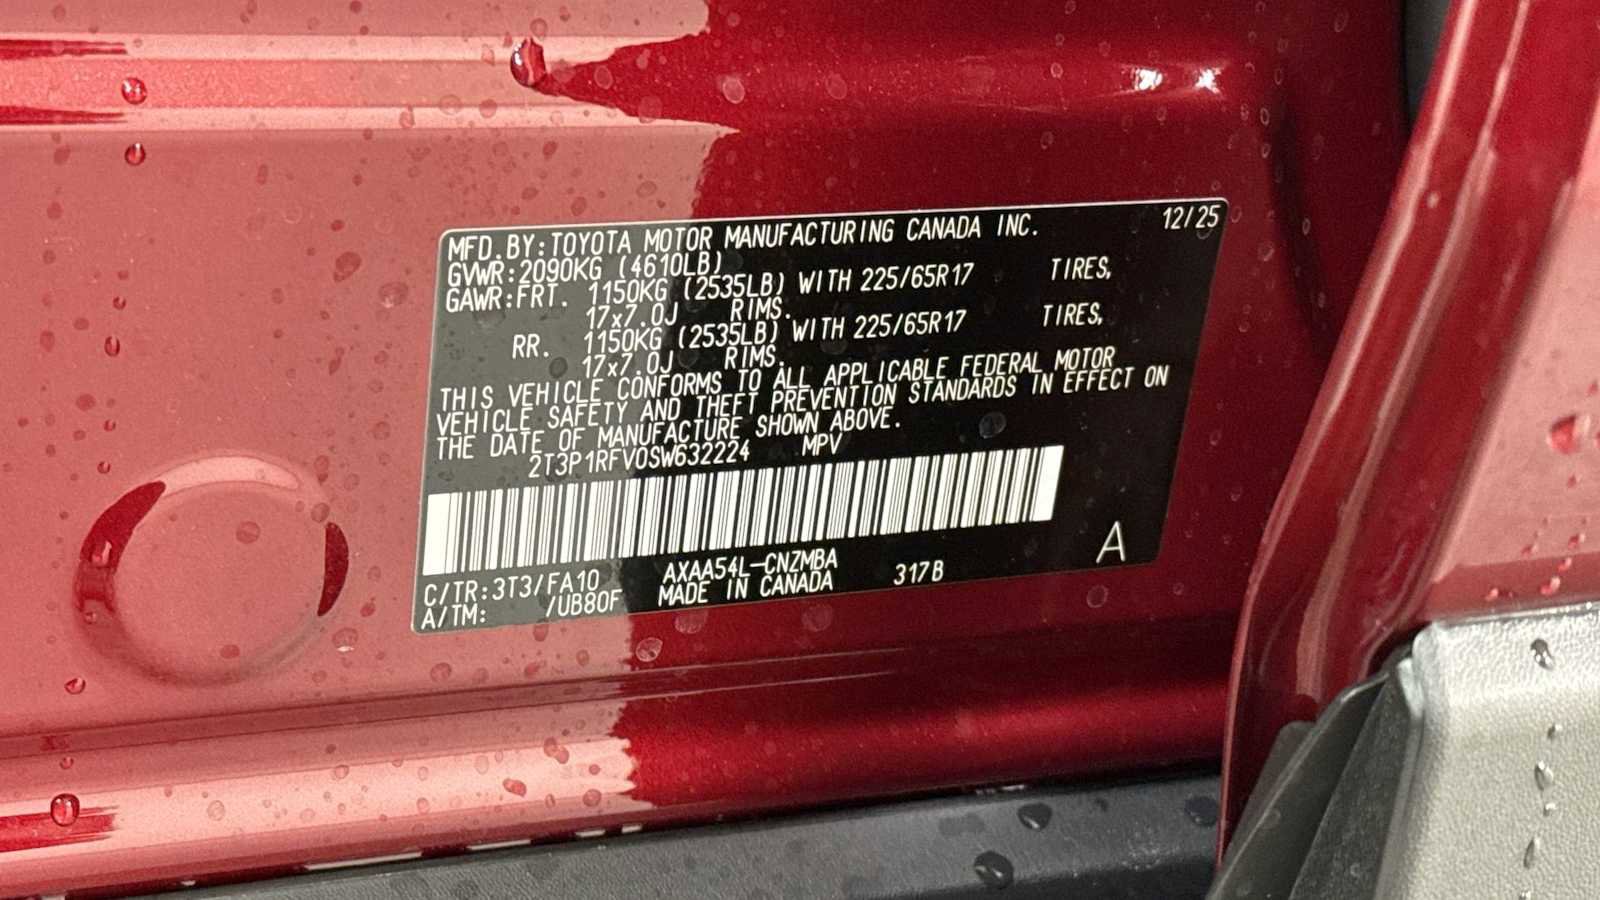 MFD.BY:TOYOTA MOTOR MANUFACTURING CANADA INC. 12/25
GVWR:2090KG (4610LB)
GAWR:FRT. 1150KG (2535LB) WITH 225/65R17 TIRES,
17x7.0J RIMS.
RR. 1150KG (2535LB) WITH 225/65R17 TIRES,
17x7.0J RIMS.
THIS VEHICLE CONFORMS TO ALL APPLICABLE FEDERAL MOTOR
VEHICLE SAFETY AND THEFT PREVENTION STANDARDS IN EFFECT ON
THE DATE OF MANUFACTURE SHOWN ABOVE.
2T3P1RFV0SW632224 MPV
C/TR:3T3/FA10 AXAA54L-CNZMBA 317B A
A/TM: /UB80F MADE IN CANADA